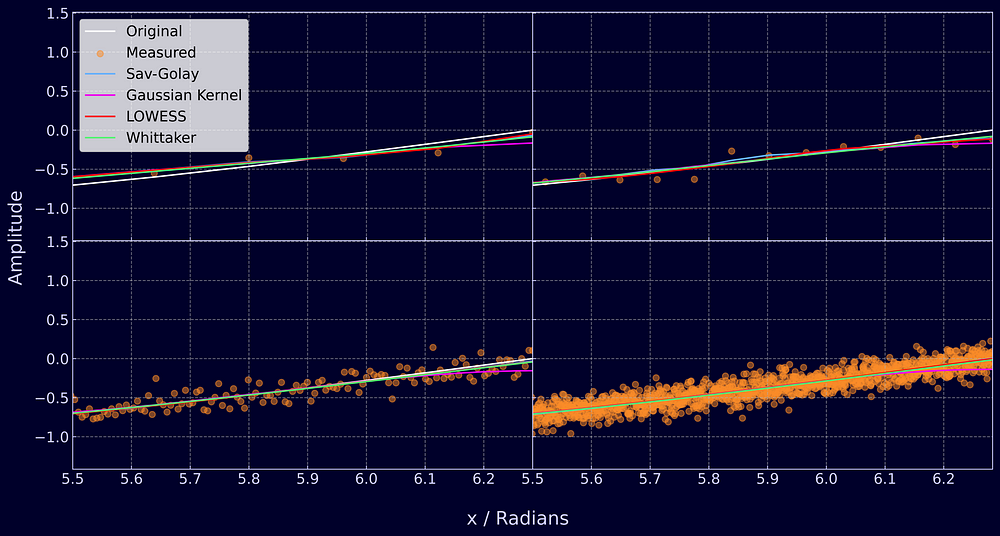 1.5
Original
Measured
Sav-Golay
Gaussian Kernel
LOWESS
Whittaker
1.0
0.5
0.0
−0.5
−1.0
1.5
1.0
0.5
0.0
−0.5
−1.0
Amplitude
5.5 5.6 5.7 5.8 5.9 6.0 6.1 6.2 5.5 5.6 5.7 5.8 5.9 6.0 6.1 6.2
x / Radians